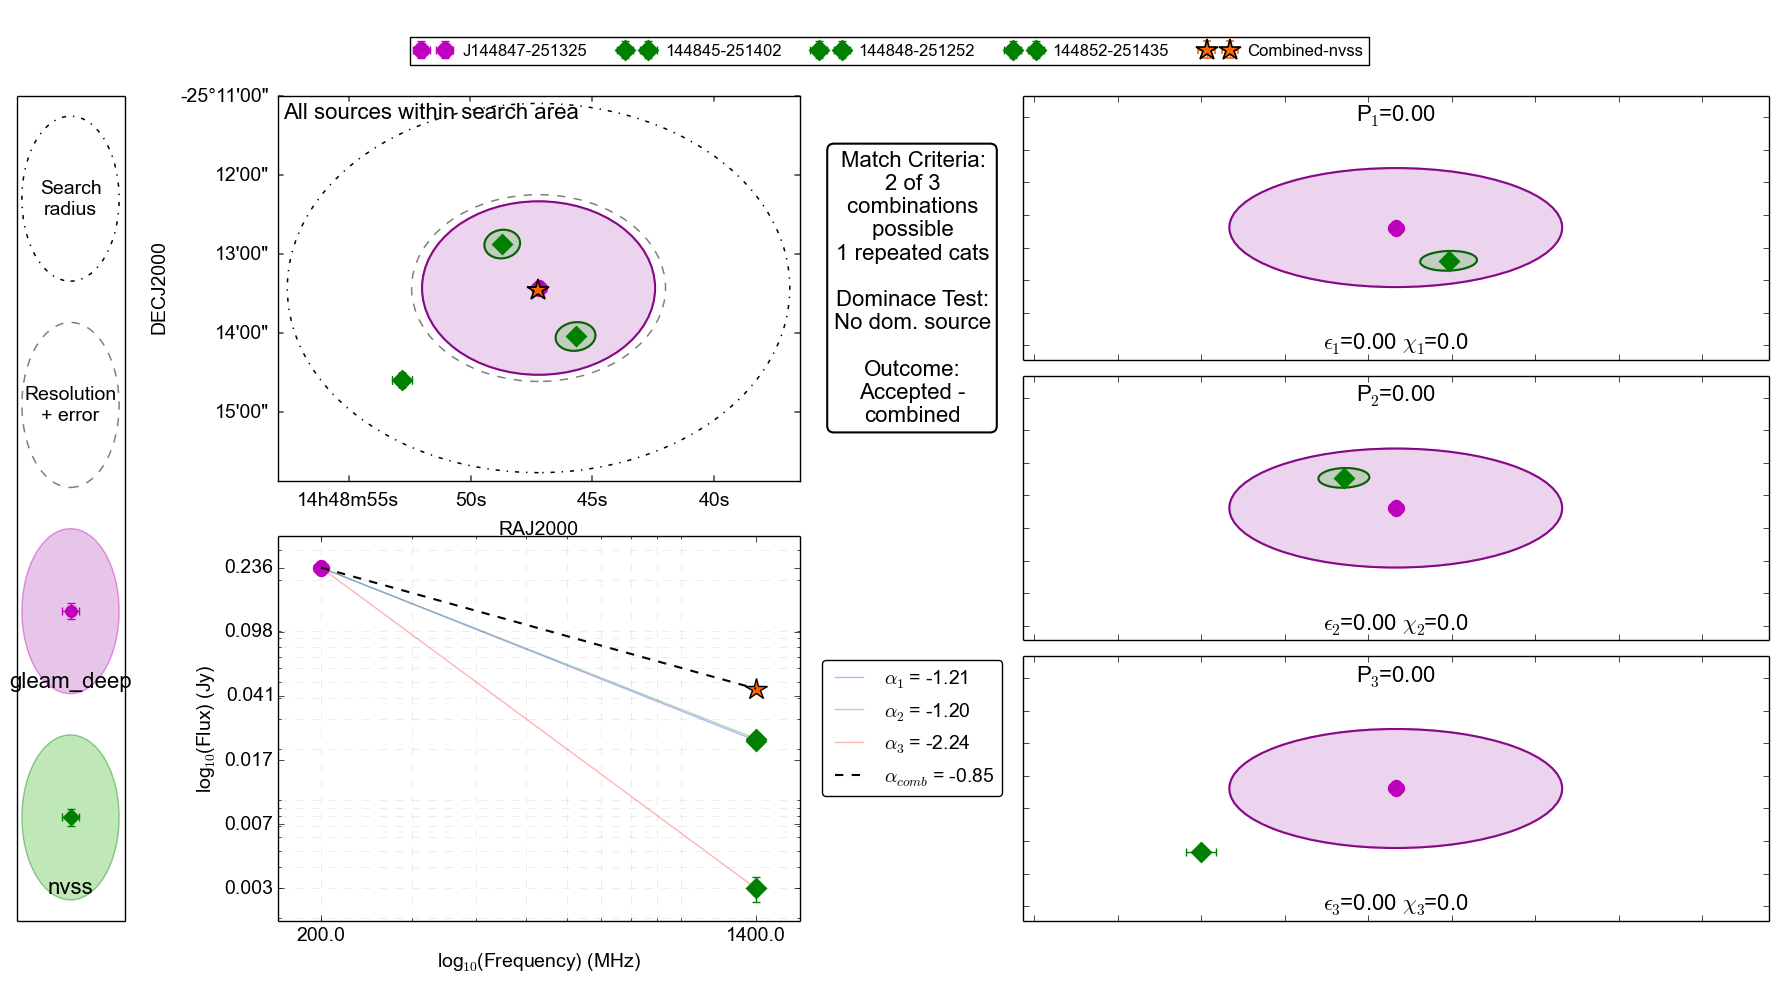 J144847-251325
144845-251402
144848-251252
144852-251435
Combined-nvss
Search
radius
Resolution
+ error
gleam_deep
nvss
All sources within search area
-25°11'00"
12'00"
13'00"
14'00"
15'00"
DECJ2000
14h48m55s
50s
45s
40s
RAJ2000
Match Criteria:
2 of 3
combinations
possible
1 repeated cats
Dominace Test:
No dom. source
Outcome:
Accepted -
combined
0.236
0.098
0.041
0.017
0.007
0.003
log₁₀(Flux) (Jy)
200.0
1400.0
log₁₀(Frequency) (MHz)
α₁ = -1.21
α₂ = -1.20
α₃ = -2.24
α_comb = -0.85
P₁=0.00
ϵ₁=0.00 χ₁=0.0
P₂=0.00
ϵ₂=0.00 χ₂=0.0
P₃=0.00
ϵ₃=0.00 χ₃=0.0